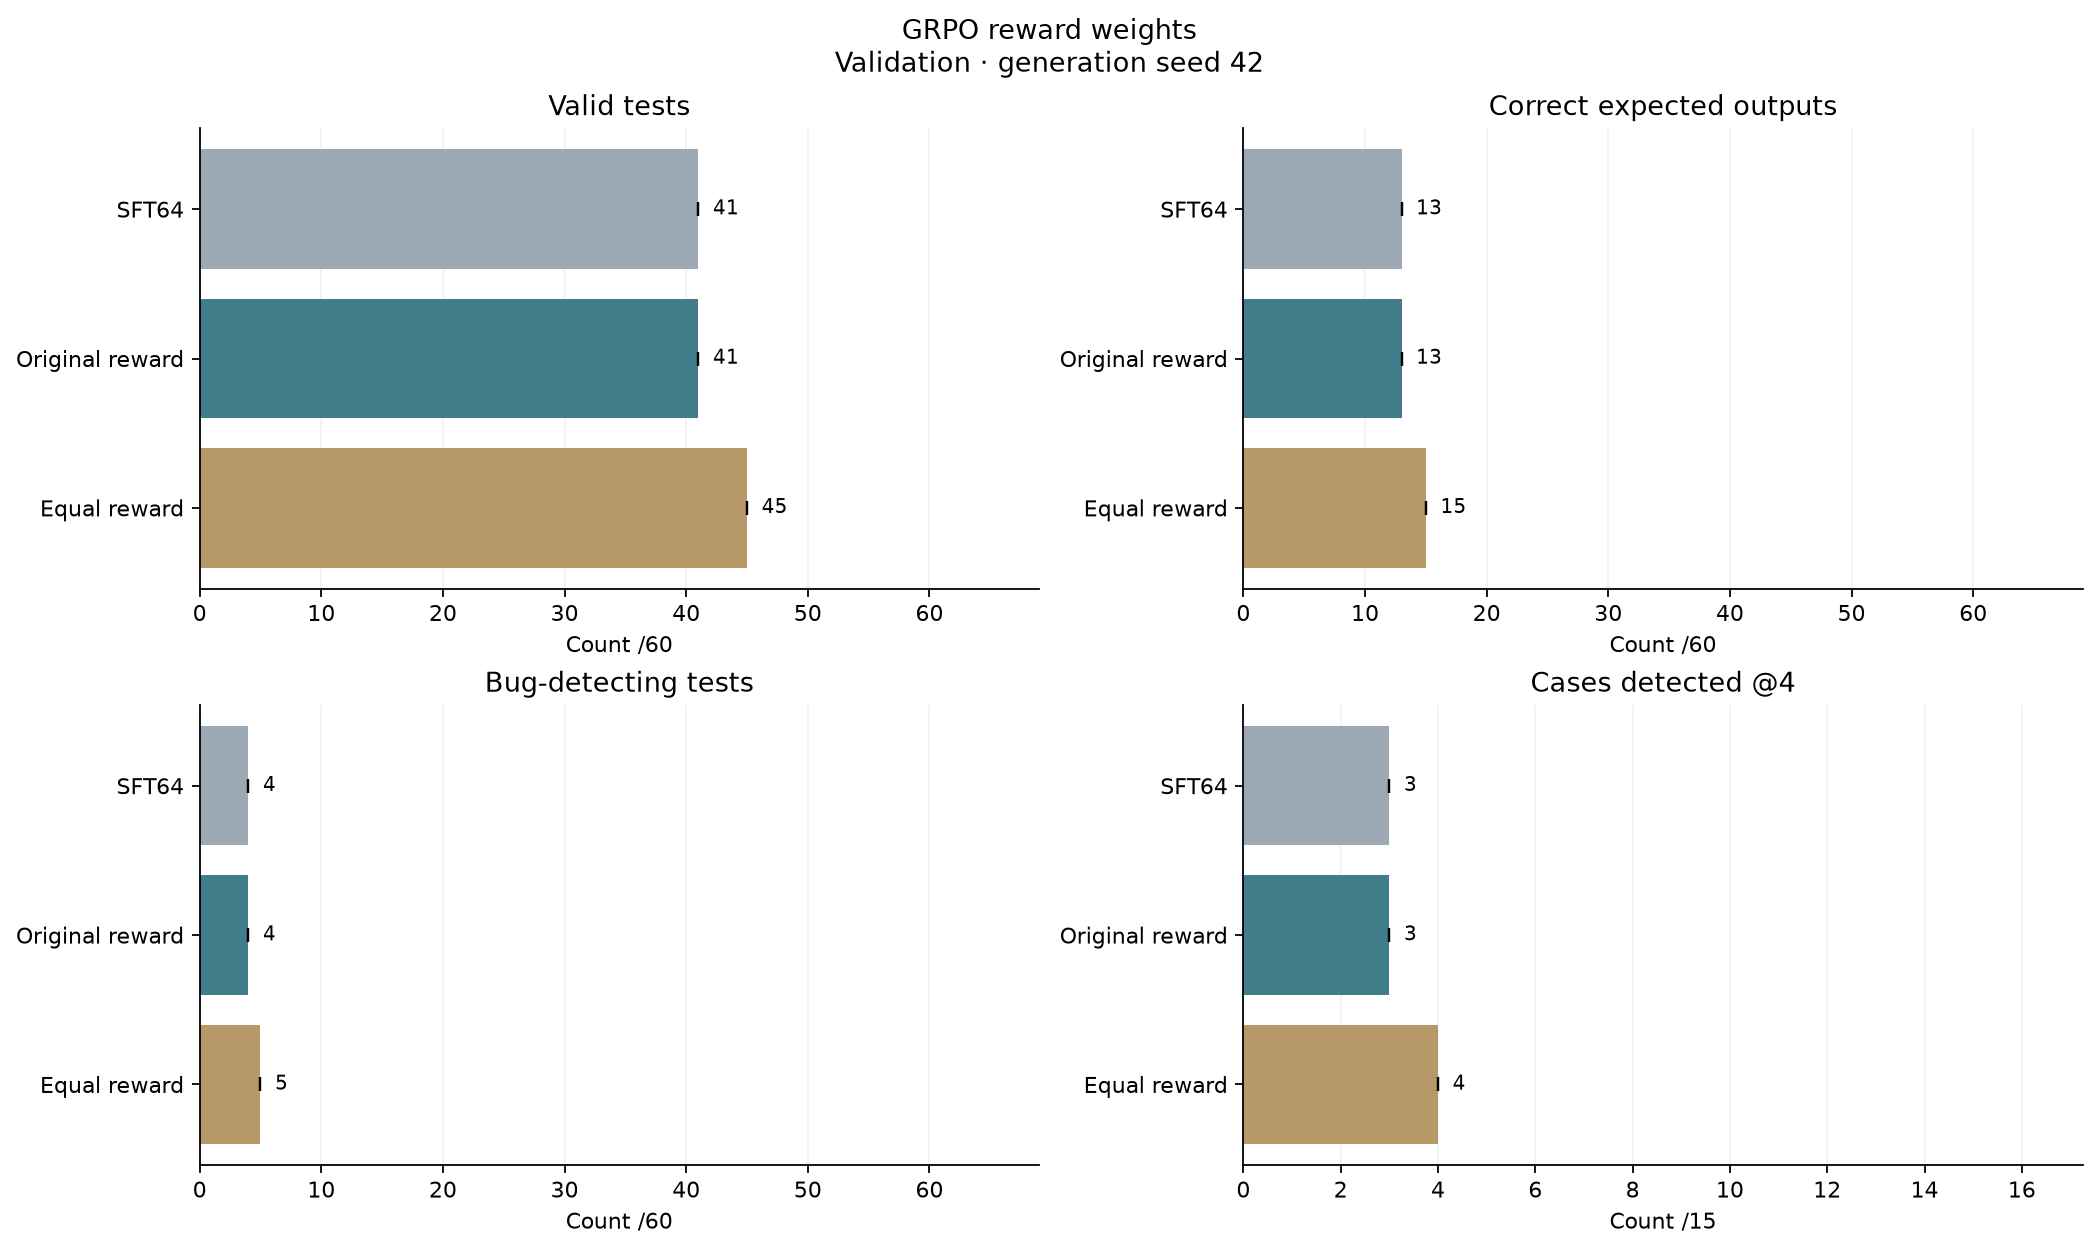 GRPO reward weights
Validation · generation seed 42
Valid tests
SFT64
41
Original reward
41
Equal reward
45
0 10 20 30 40 50 60
Count /60
Correct expected outputs
SFT64
13
Original reward
13
Equal reward
15
0 10 20 30 40 50 60
Count /60
Bug-detecting tests
SFT64
4
Original reward
4
Equal reward
5
0 10 20 30 40 50 60
Count /60
Cases detected @4
SFT64
3
Original reward
3
Equal reward
4
0 2 4 6 8 10 12 14 16
Count /15